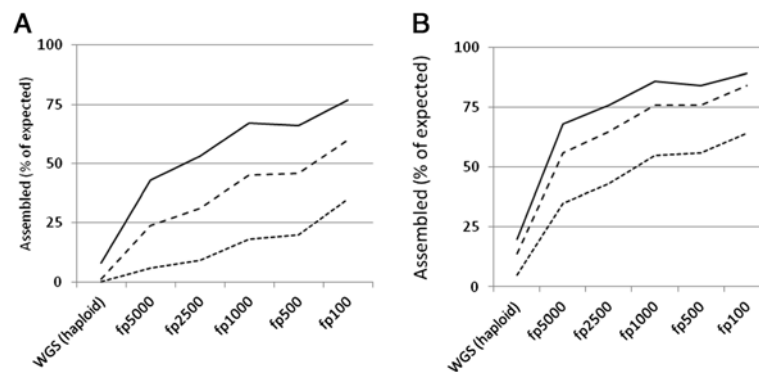 A
Assembled (% of expected)
100
75
50
25
0
WGS (haploid)
fp5000
fp2500
fp1000
fp500
fp100
B
Assembled (% of expected)
100
75
50
25
0
WGS (haploid)
fp5000
fp2500
fp1000
fp500
fp100